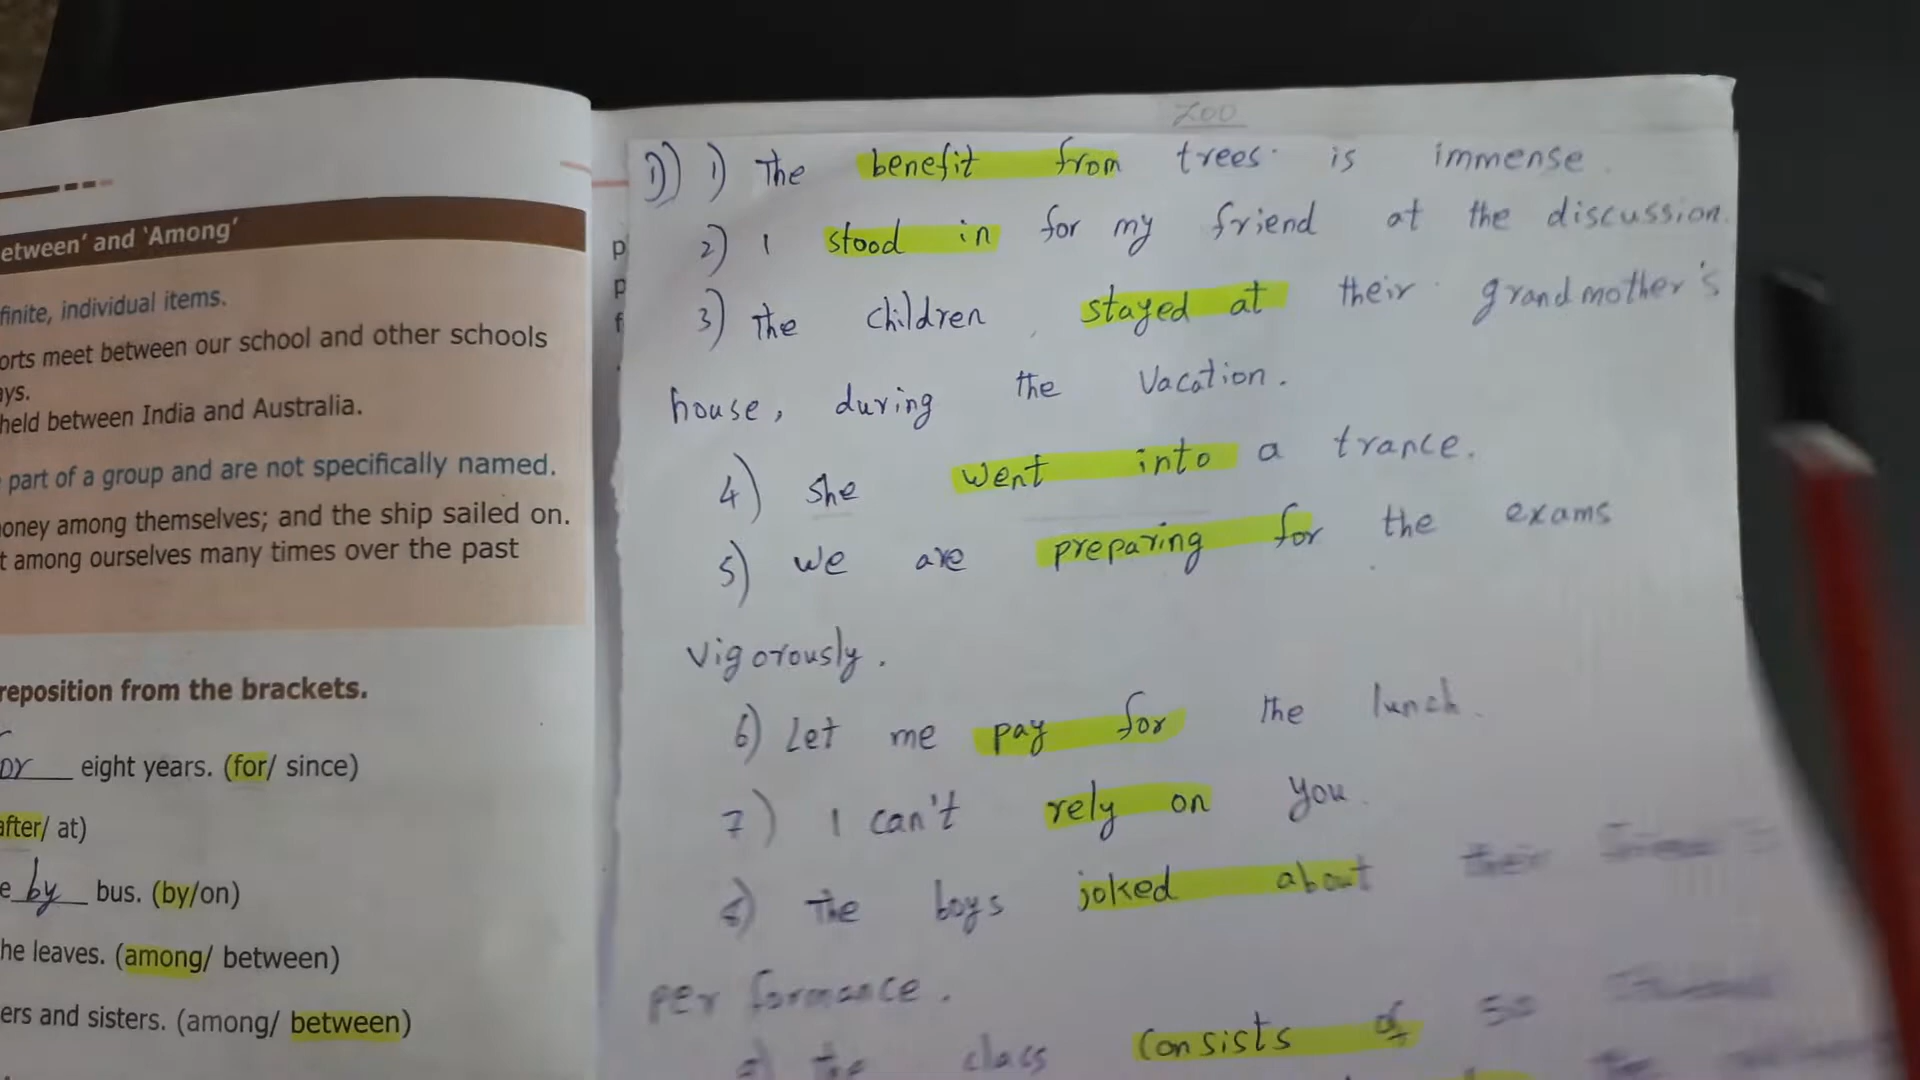 etween' and 'Among'
finite, individual items.
orts meet between our school and other schools
ays.
held between India and Australia.
part of a group and are not specifically named.
oney among themselves; and the ship sailed on.
t among ourselves many times over the past
reposition from the brackets.
or eight years. (for/ since)
after/ at)
e by bus. (by/on)
he leaves. (among/ between)
ers and sisters. (among/ between)
p
p
f
ZOO
D) 1) The benefit from trees is immense.
2) I stood in for my friend at the discussion.
3) The children stayed at their grandmother's
house, during the vacation.
4) She went into a trance.
5) We are preparing for the exams
vigorously.
6) Let me pay for the lunch.
7) I can't rely on you.
8) The boys joked about their
performance.
9) The class consists of 50